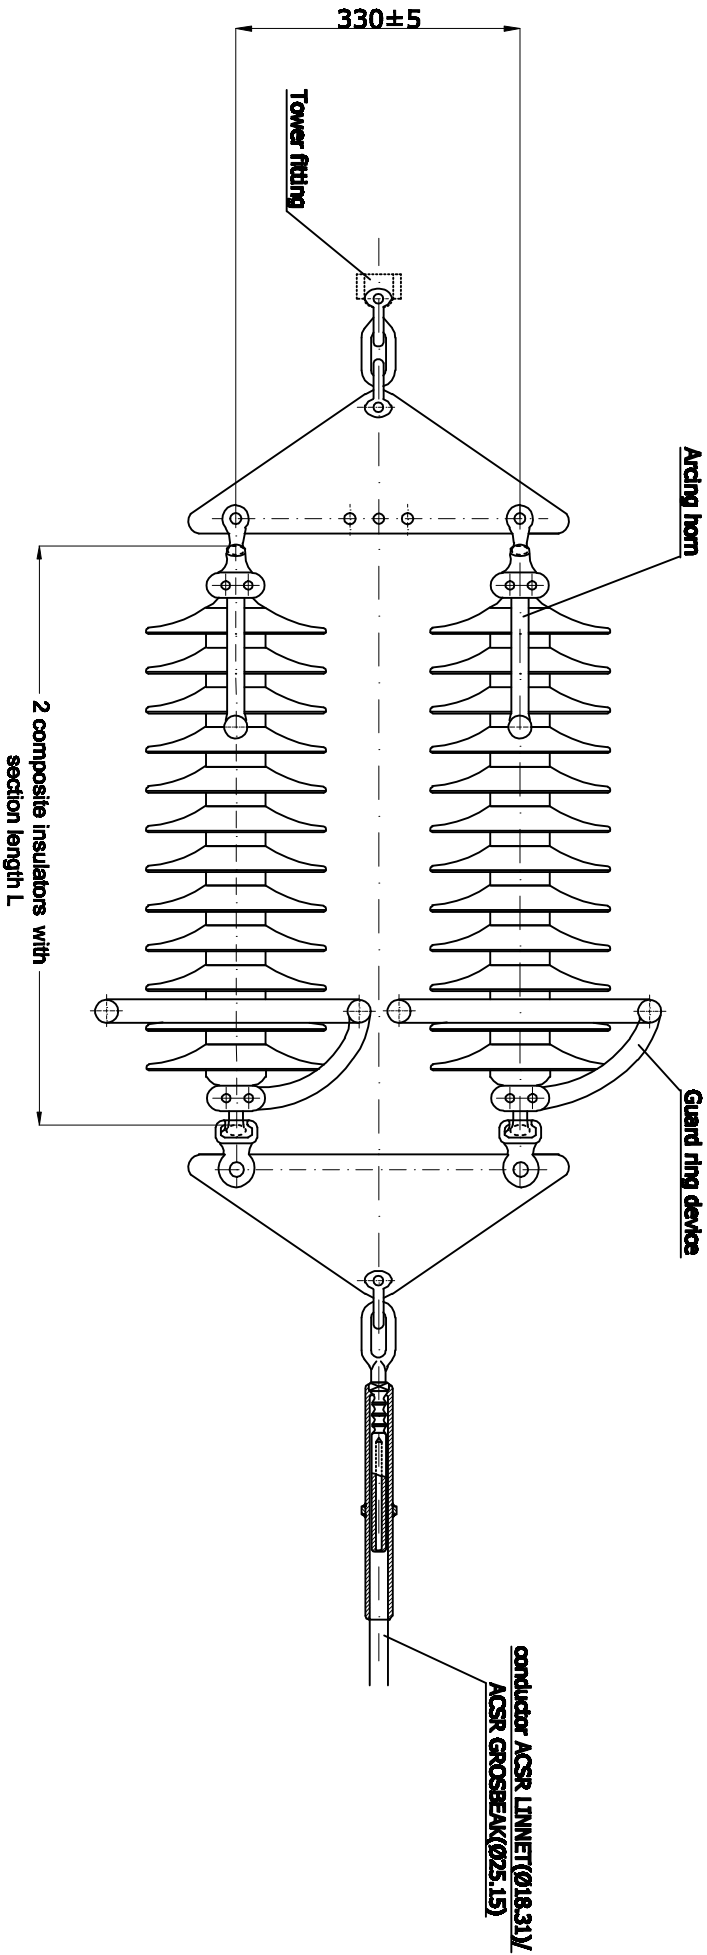 330±5
Tower fitting
Arcing horn
2 composite insulators with
section length L
Guard ring device
conductor ACSR LINNET(Ø18.31)/
ACSR GROSBEAK(Ø25.15)